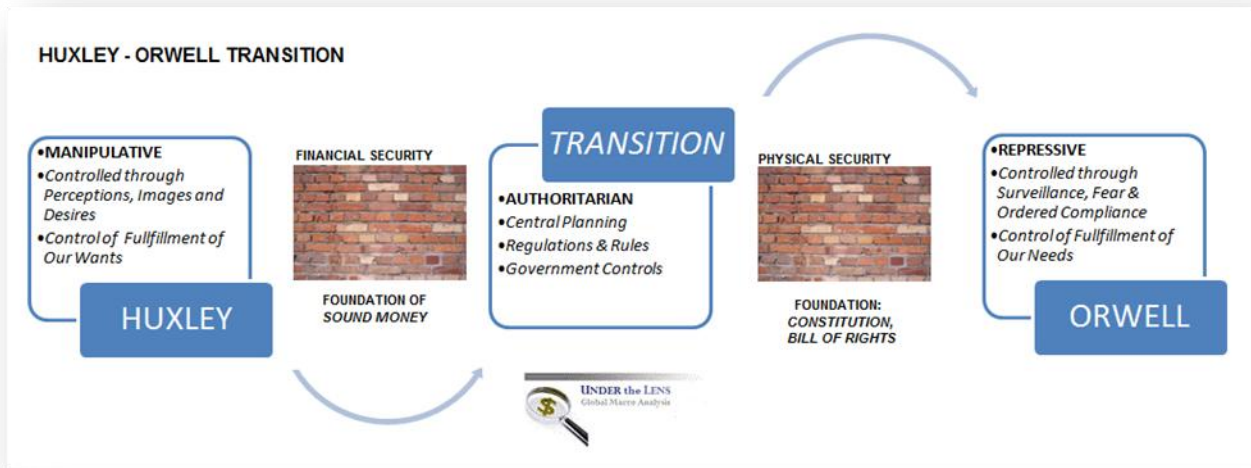 HUXLEY - ORWELL TRANSITION
•MANIPULATIVE
•Controlled through
Perceptions, Images and
Desires
•Control of Fullfillment of
Our Wants
HUXLEY
FINANCIAL SECURITY
FOUNDATION OF
SOUND MONEY
TRANSITION
•AUTHORITARIAN
•Central Planning
•Regulations & Rules
•Government Controls
PHYSICAL SECURITY
FOUNDATION:
CONSTITUTION,
BILL OF RIGHTS
•REPRESSIVE
•Controlled through
Surveillance, Fear &
Ordered Compliance
•Control of Fullfillment of
Our Needs
ORWELL
$
UNDER the LENS
Global Macro Analysis